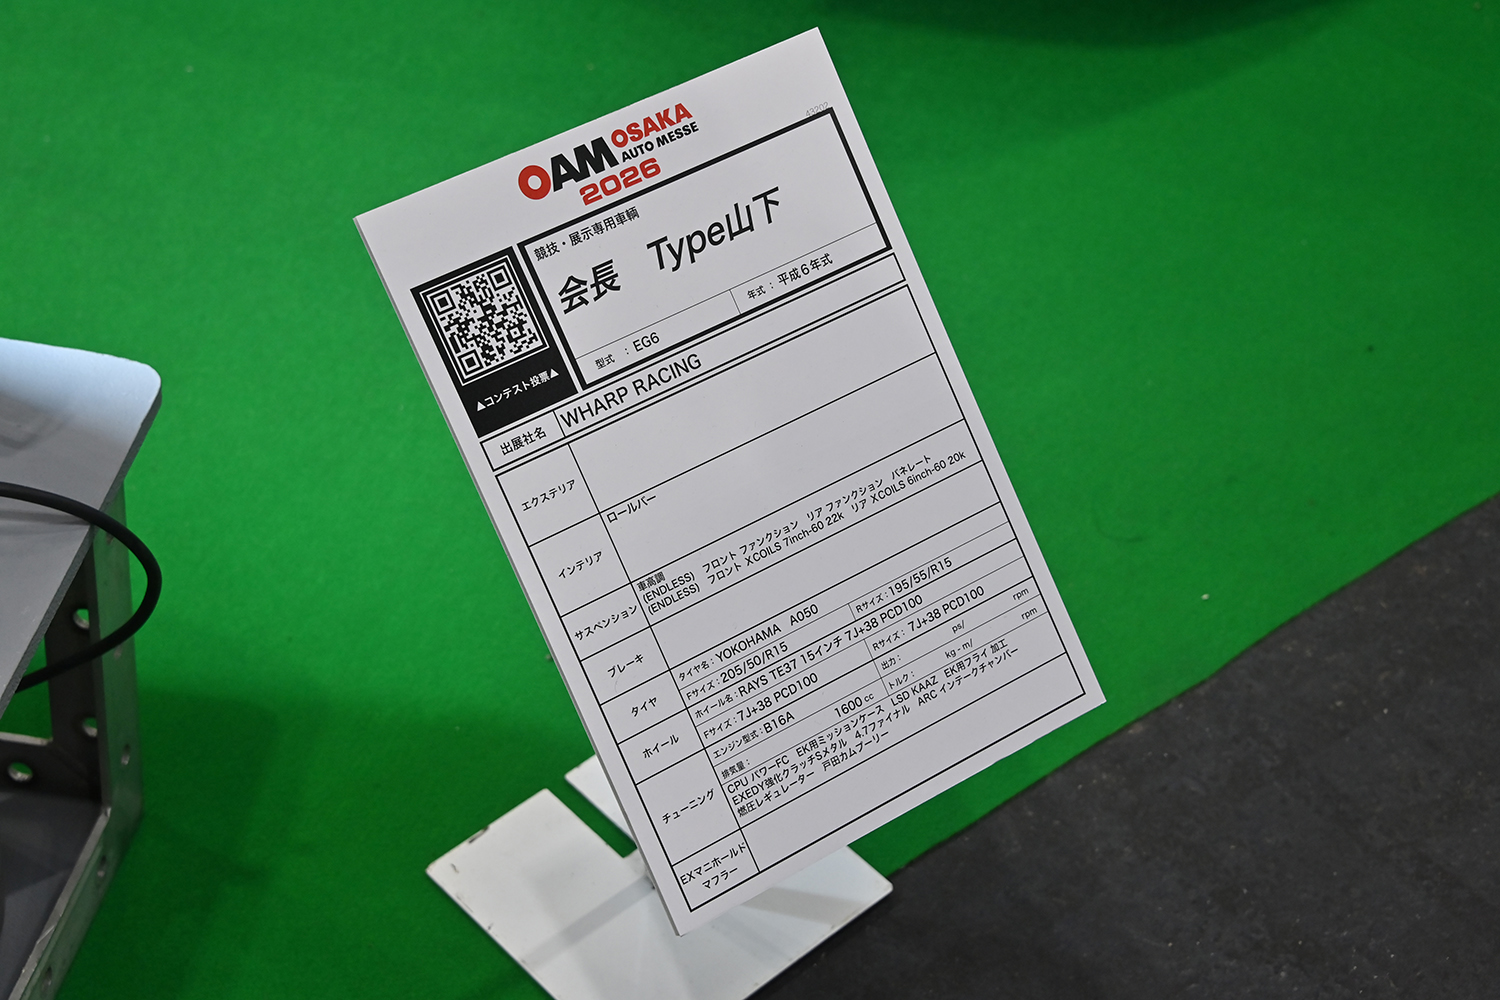 43202
OAM OSAKA
AUTO MESSE
2026
競技・展示専用車輌
会長 Type山下
型式 : EG6
年式 : 平成6年式
▲コンテスト投票▲
出展社名 WHARP RACING
エクステリア
インテリア ロールバー
サスペンション 車高調
(ENDLESS) フロント ファンクション リア ファンクション バネレート
(ENDLESS) フロント XCOILS 7inch-60 22k リア XCOILS 6inch-60 20k
ブレーキ
タイヤ タイヤ名 : YOKOHAMA A050
Fサイズ : 205/50/R15 Rサイズ : 195/55/R15
ホイール ホイール名 : RAYS TE37 15インチ 7J+38 PCD100
Fサイズ : 7J+38 PCD100 Rサイズ : 7J+38 PCD100
チューニング エンジン型式 : B16A 出力 : ps/ rpm
排気量 : 1600 cc トルク : kg - m/ rpm
CPU パワーFC EK用ミッションケース LSD KAAZ EK用フライ 加工
EXEDY強化クラッチSメタル 4.7ファイナル ARC インテークチャンバー
燃圧レギュレーター 戸田カムプーリー
EXマニホールド
マフラー